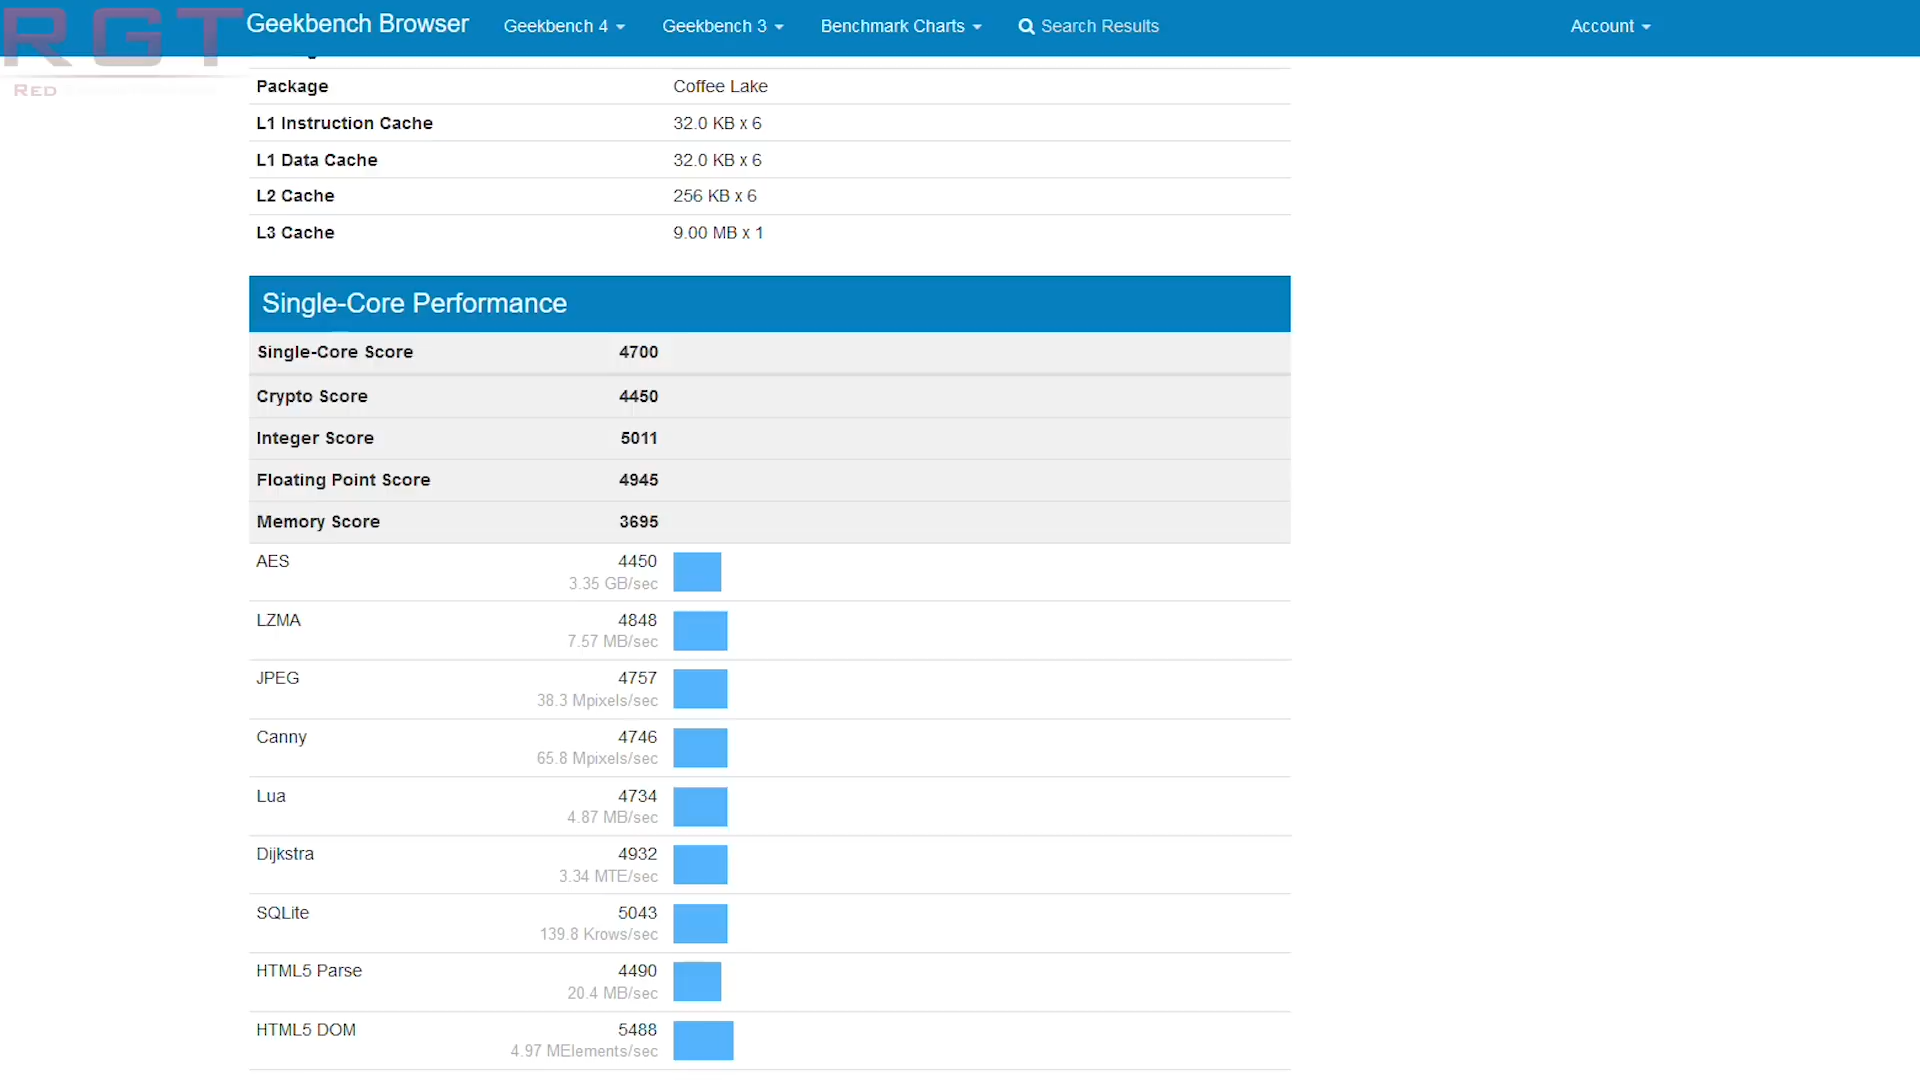 RGT
RED
Geekbench Browser Geekbench 4 Geekbench 3 Benchmark Charts Search Results Account
Package Coffee Lake
L1 Instruction Cache 32.0 KB x 6
L1 Data Cache 32.0 KB x 6
L2 Cache 256 KB x 6
L3 Cache 9.00 MB x 1
Single-Core Performance
Single-Core Score 4700
Crypto Score 4450
Integer Score 5011
Floating Point Score 4945
Memory Score 3695
AES 4450
3.35 GB/sec
LZMA 4848
7.57 MB/sec
JPEG 4757
38.3 Mpixels/sec
Canny 4746
65.8 Mpixels/sec
Lua 4734
4.87 MB/sec
Dijkstra 4932
3.34 MTE/sec
SQLite 5043
139.8 Krows/sec
HTML5 Parse 4490
20.4 MB/sec
HTML5 DOM 5488
4.97 MElements/sec